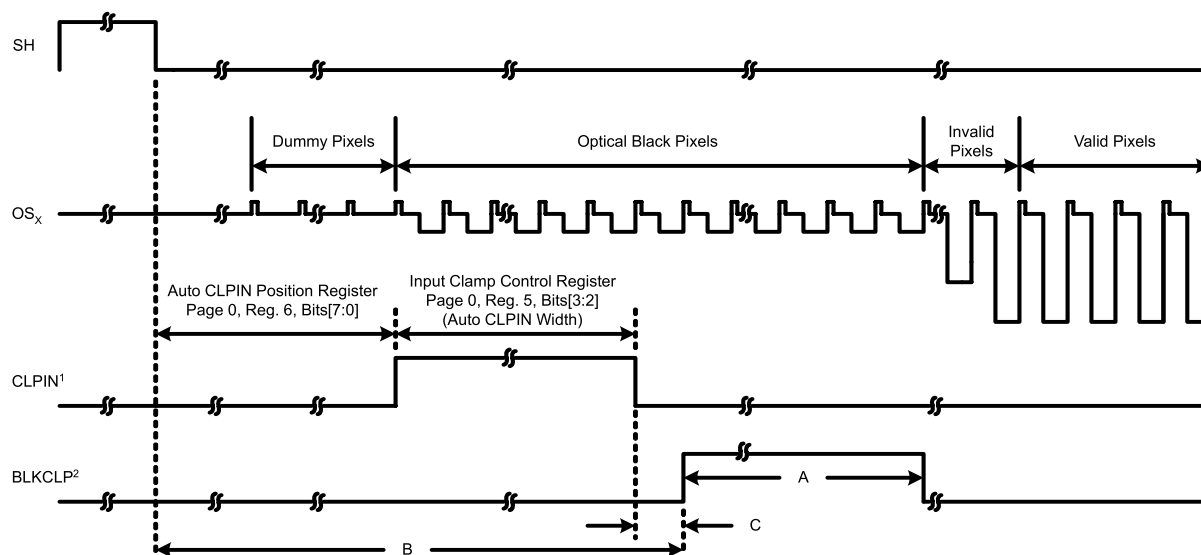 SH
Dummy Pixels
Optical Black Pixels
Invalid
Pixels
Valid Pixels
OSX
Auto CLPIN Position Register
Page 0, Reg. 6, Bits[7:0]
Input Clamp Control Register
Page 0, Reg. 5, Bits[3:2]
(Auto CLPIN Width)
CLPIN1
BLKCLP2
A
C
B